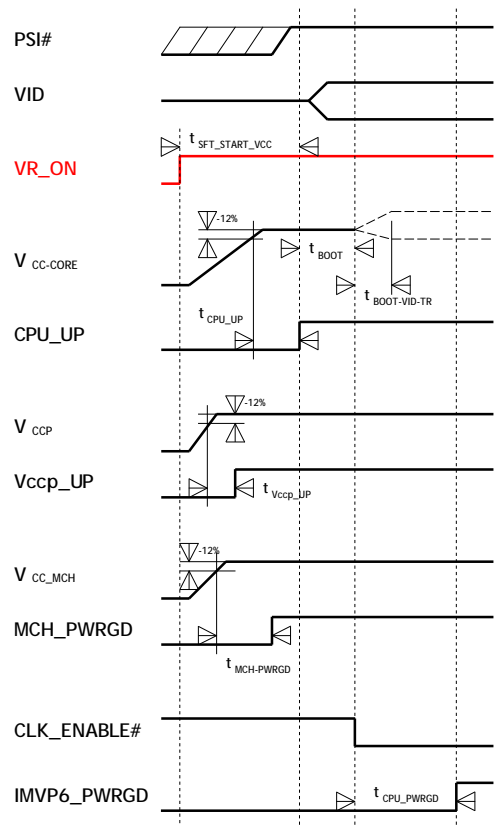 PSI#
VID
t SFT_START_VCC
VR_ON
-12%
V CC-CORE
t BOOT
t BOOT-VID-TR
t CPU_UP
CPU_UP
-12%
V CCP
Vccp_UP
t Vccp_UP
-12%
V CC_MCH
MCH_PWRGD
t MCH-PWRGD
CLK_ENABLE#
t CPU_PWRGD
IMVP6_PWRGD